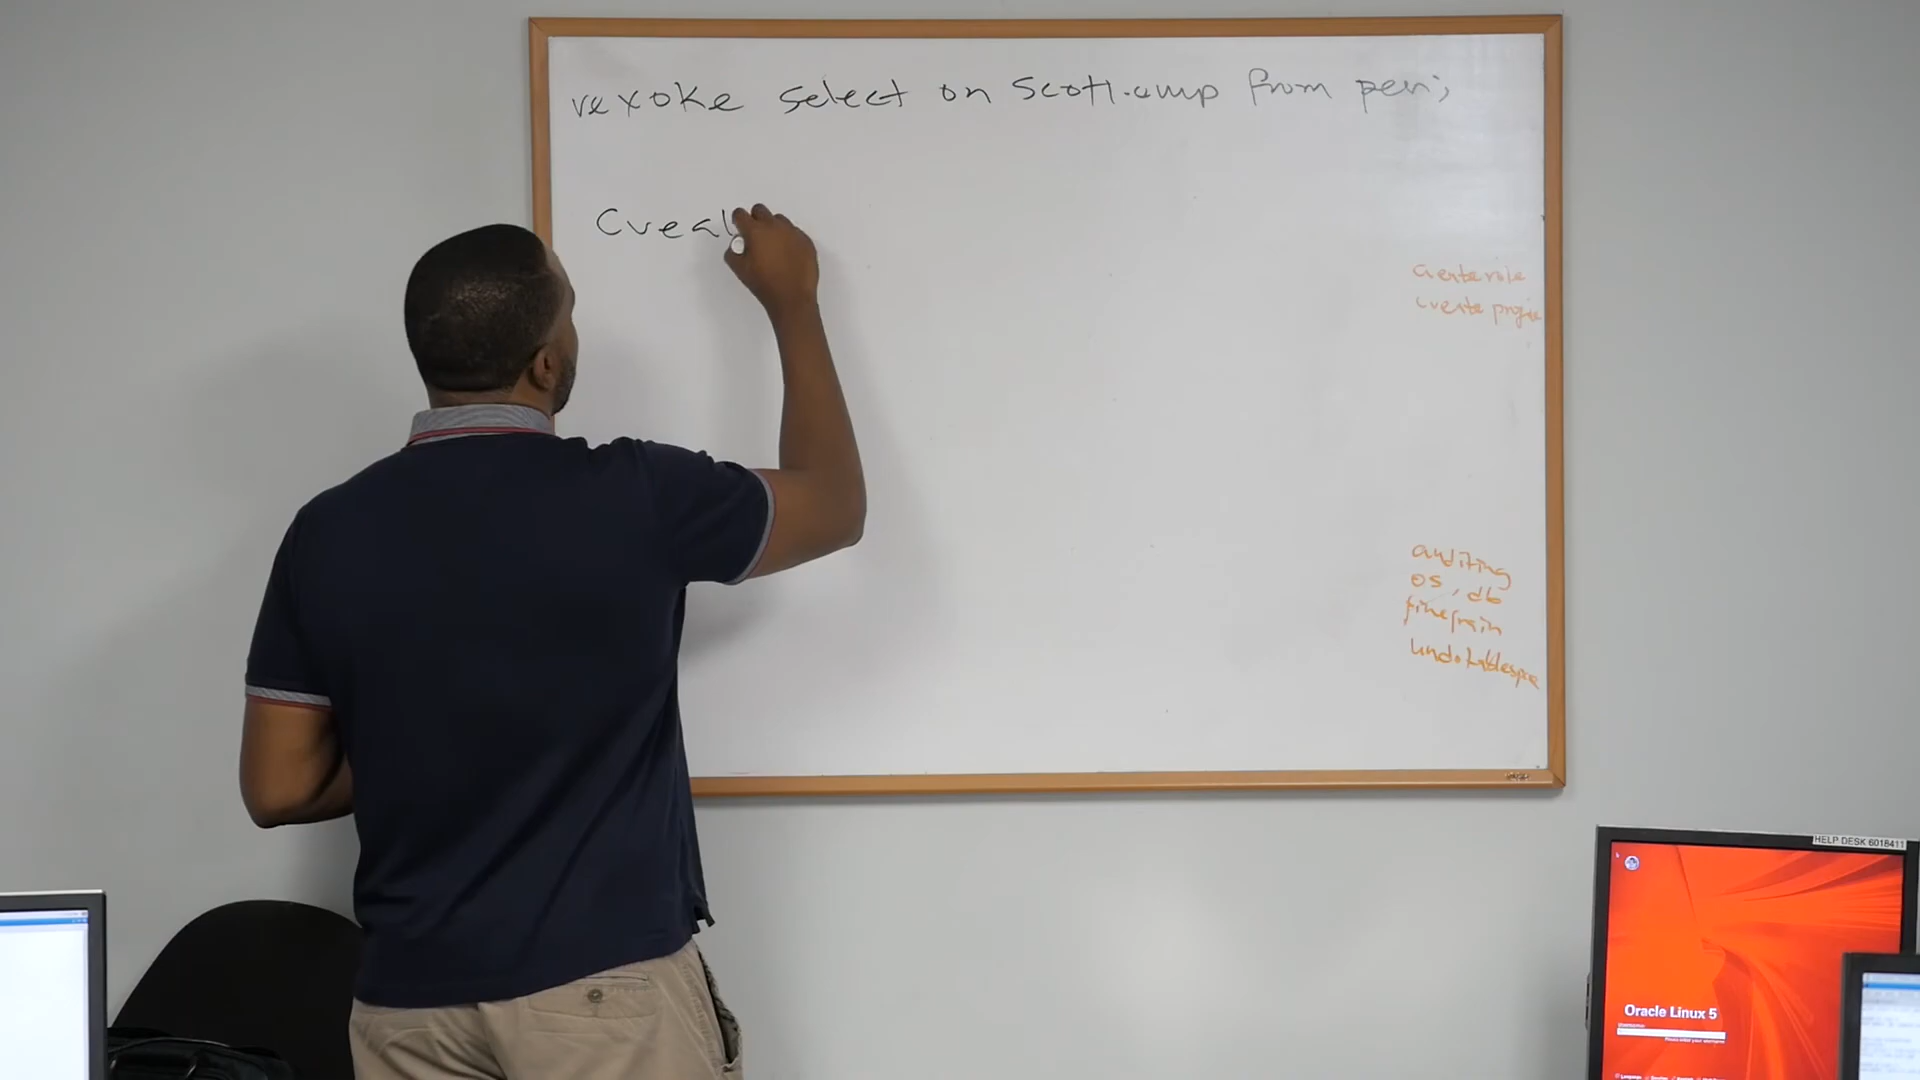 revoke select on scott.emp from peri;
Creat
create role
create profile
auditing
os, db
finegrain
undo tablespace
HELP DESK 6018411
Oracle Linux 5